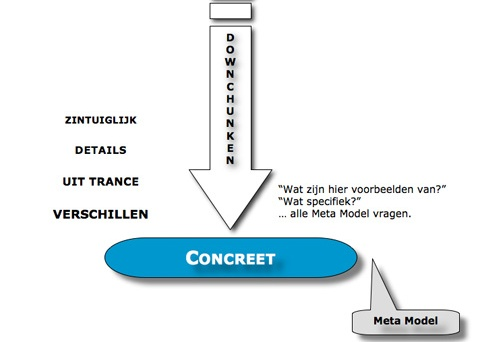 DOWNCHUNKEN
ZINTUIGLIJK
DETAILS
UIT TRANCE
VERSCHILLEN
“Wat zijn hier voorbeelden van?”
“Wat specifiek?”
... alle Meta Model vragen.
CONCREET
Meta Model